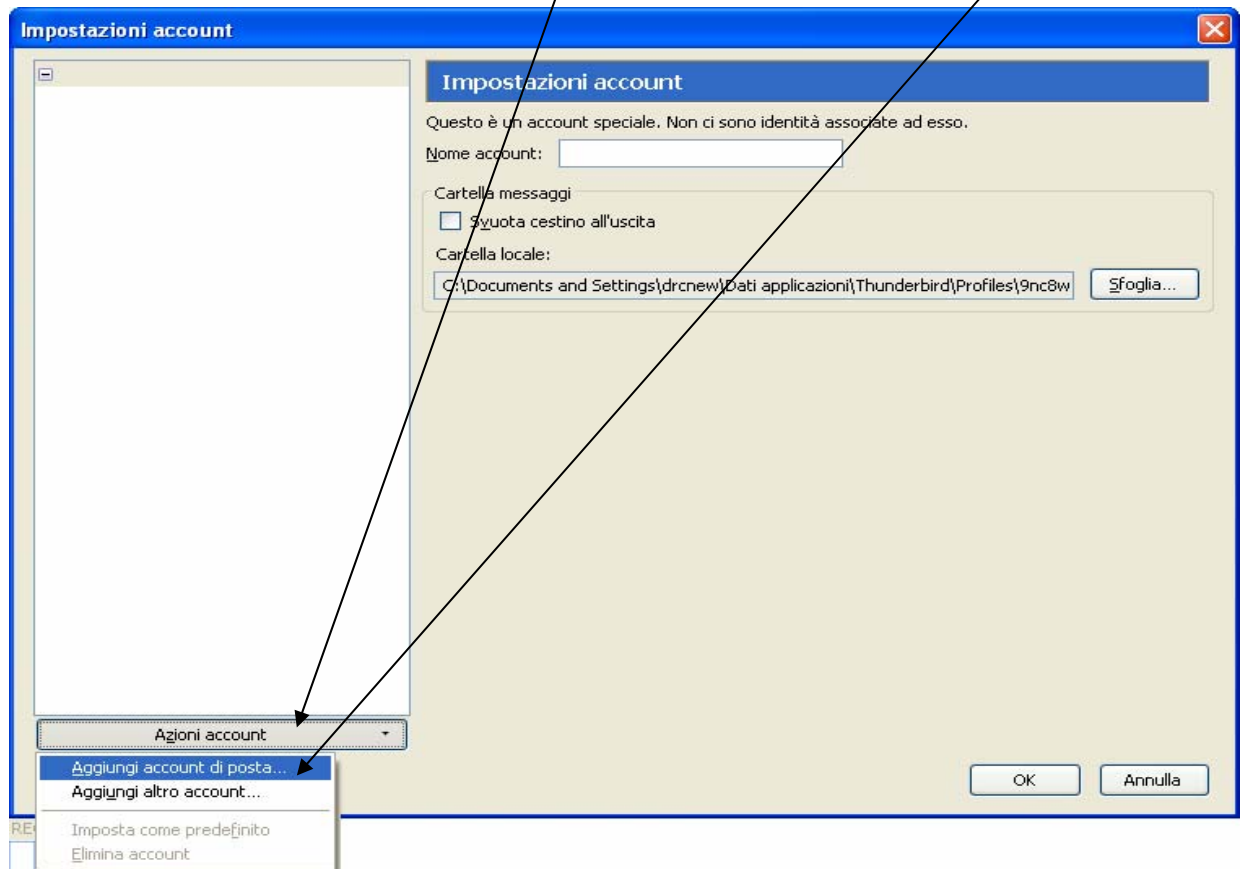 Impostazioni account
Impostazioni account
Questo è un account speciale. Non ci sono identità associate ad esso.
Nome account:
Cartella messaggi
Svuota cestino all'uscita
Cartella locale:
C:\Documents and Settings\drcnew\Dati applicazioni\Thunderbird\Profiles\9nc8w
Sfoglia...
Azioni account
Aggiungi account di posta...
Aggiungi altro account...
Imposta come predefinito
Elimina account
OK
Annulla